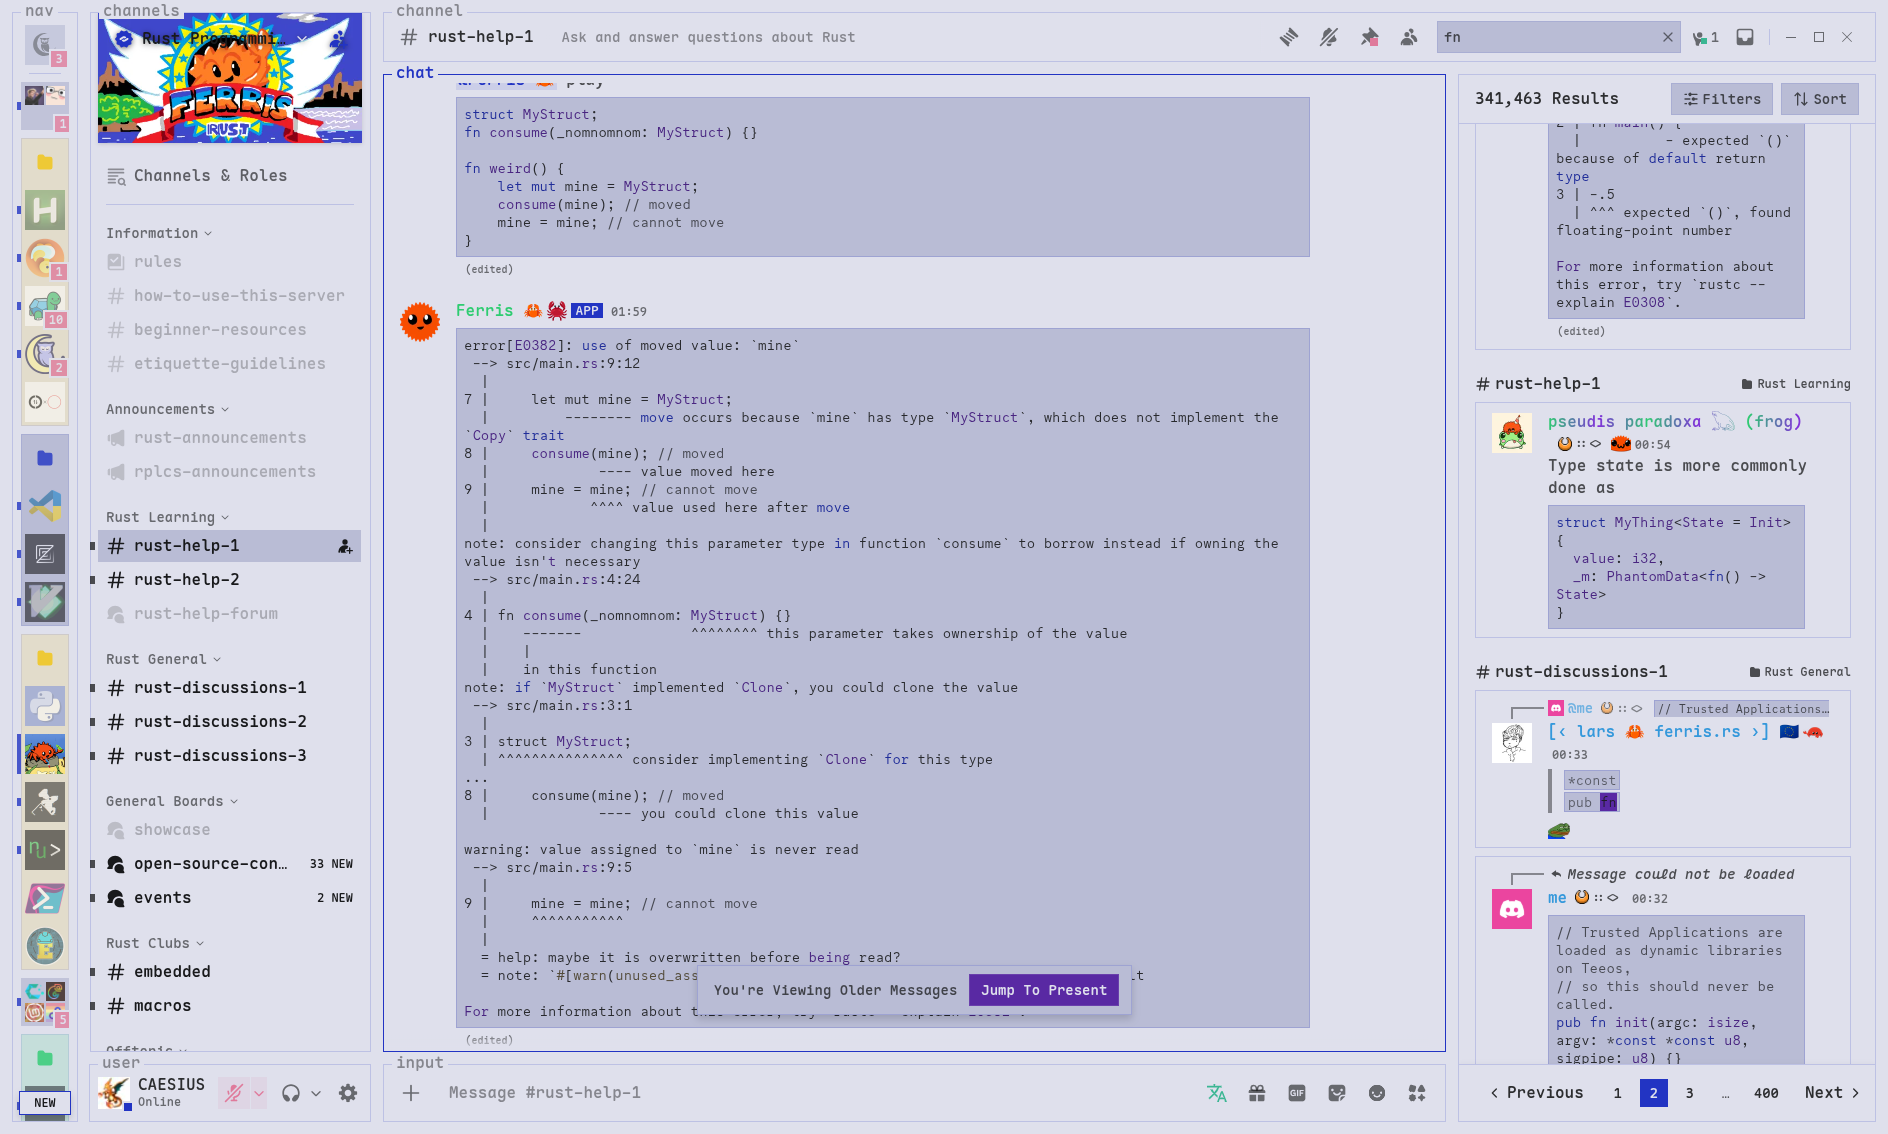 nav
3
1
1
10
2
5
NEW
channels
Rust Programmi…
FERRIS
RUST
Channels & Roles
Information
rules
how-to-use-this-server
beginner-resources
etiquette-guidelines
Announcements
rust-announcements
rplcs-announcements
Rust Learning
rust-help-1
rust-help-2
rust-help-forum
Rust General
rust-discussions-1
rust-discussions-2
rust-discussions-3
General Boards
showcase
open-source-con… 33 NEW
events 2 NEW
Rust Clubs
embedded
macros
Offtopic
user
CAESIUS
Online
channel
# rust-help-1 Ask and answer questions about Rust
fn
1
chat
play
struct MyStruct;
fn consume(_nomnomnom: MyStruct) {}
fn weird() {
let mut mine = MyStruct;
consume(mine); // moved
mine = mine; // cannot move
}
(edited)
Ferris 🦀🦀 APP 01:59
error[E0382]: use of moved value: `mine`
--> src/main.rs:9:12
|
7 | let mut mine = MyStruct;
| -------- move occurs because `mine` has type `MyStruct`, which does not implement the
`Copy` trait
8 | consume(mine); // moved
| ---- value moved here
9 | mine = mine; // cannot move
| ^^^^ value used here after move
|
note: consider changing this parameter type in function `consume` to borrow instead if owning the
value isn't necessary
--> src/main.rs:4:24
|
4 | fn consume(_nomnomnom: MyStruct) {}
| ------- ^^^^^^^^ this parameter takes ownership of the value
| |
| in this function
note: if `MyStruct` implemented `Clone`, you could clone the value
--> src/main.rs:3:1
|
3 | struct MyStruct;
| ^^^^^^^^^^^^^^^ consider implementing `Clone` for this type
...
8 | consume(mine); // moved
| ---- you could clone this value
warning: value assigned to `mine` is never read
--> src/main.rs:9:5
|
9 | mine = mine; // cannot move
| ^^^^^^^^^^^
|
= help: maybe it is overwritten before being read?
= note: `#[warn(unused_ass
You're Viewing Older Messages Jump To Present
For more information about
(edited)
input
Message #rust-help-1
GIF
341,463 Results Filters Sort
2 | fn main() {
| - expected `()`
because of default return
type
3 | -.5
| ^^^ expected `()`, found
floating-point number
For more information about
this error, try `rustc --
explain E0308`.
(edited)
# rust-help-1 Rust Learning
pseudis paradoxa (frog)
::<> 00:54
Type state is more commonly
done as
struct MyThing<State = Init>
{
value: i32,
_m: PhantomData<fn() ->
State>
}
# rust-discussions-1 Rust General
@me ::<> // Trusted Applications…
[‹ lars 🦀 ferris.rs ›]
00:33
*const
pub fn
Message could not be loaded
me ::<> 00:32
// Trusted Applications are
loaded as dynamic libraries
on Teeos,
// so this should never be
called.
pub fn init(argc: isize,
argv: *const *const u8,
sigpipe: u8) {}
Previous 1 2 3 … 400 Next